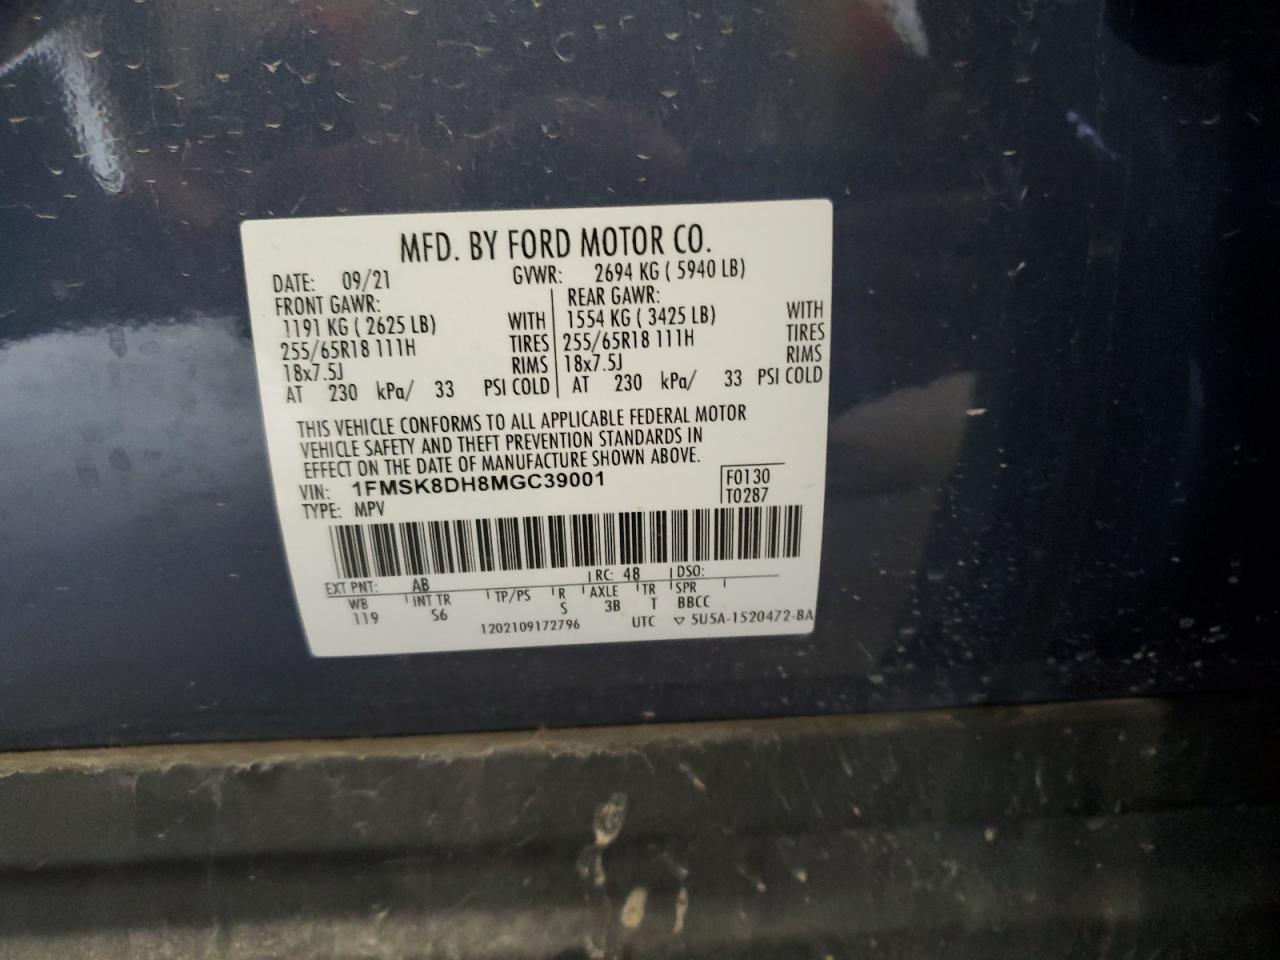 MFD. BY FORD MOTOR CO.
DATE: 09/21 GVWR: 2694 KG ( 5940 LB)
FRONT GAWR: REAR GAWR:
1191 KG ( 2625 LB) WITH 1554 KG ( 3425 LB) WITH
255/65R18 111H TIRES 255/65R18 111H TIRES
18x7.5J RIMS 18x7.5J RIMS
AT 230 kPa/ 33 PSI COLD AT 230 kPa/ 33 PSI COLD
THIS VEHICLE CONFORMS TO ALL APPLICABLE FEDERAL MOTOR
VEHICLE SAFETY AND THEFT PREVENTION STANDARDS IN
EFFECT ON THE DATE OF MANUFACTURE SHOWN ABOVE.
VIN: 1FMSK8DH8MGC39001 F0130
TYPE: MPV T0287
EXT PNT: AB RC: 48 DSO:
WB INT TR TP/PS R AXLE TR SPR
119 S6 S 3B T BBCC
1202109172796 UTC ▽ 5U5A-1520472-BA